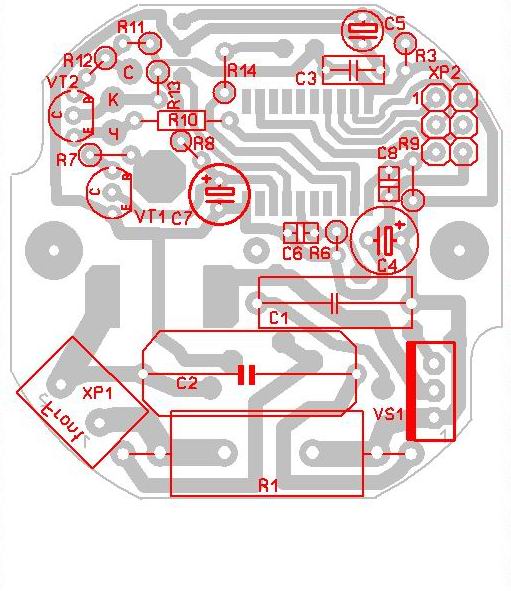 R11
C5
R12
R3
C
R14
C3
XP2
VT2
В
К
R13
1
C
R10
Ч
E
R8
R9
R7
C8
В
C
E
VT1
C7
+
+
C6
R6
C4
C1
C2
XP1
VS1
1
R1